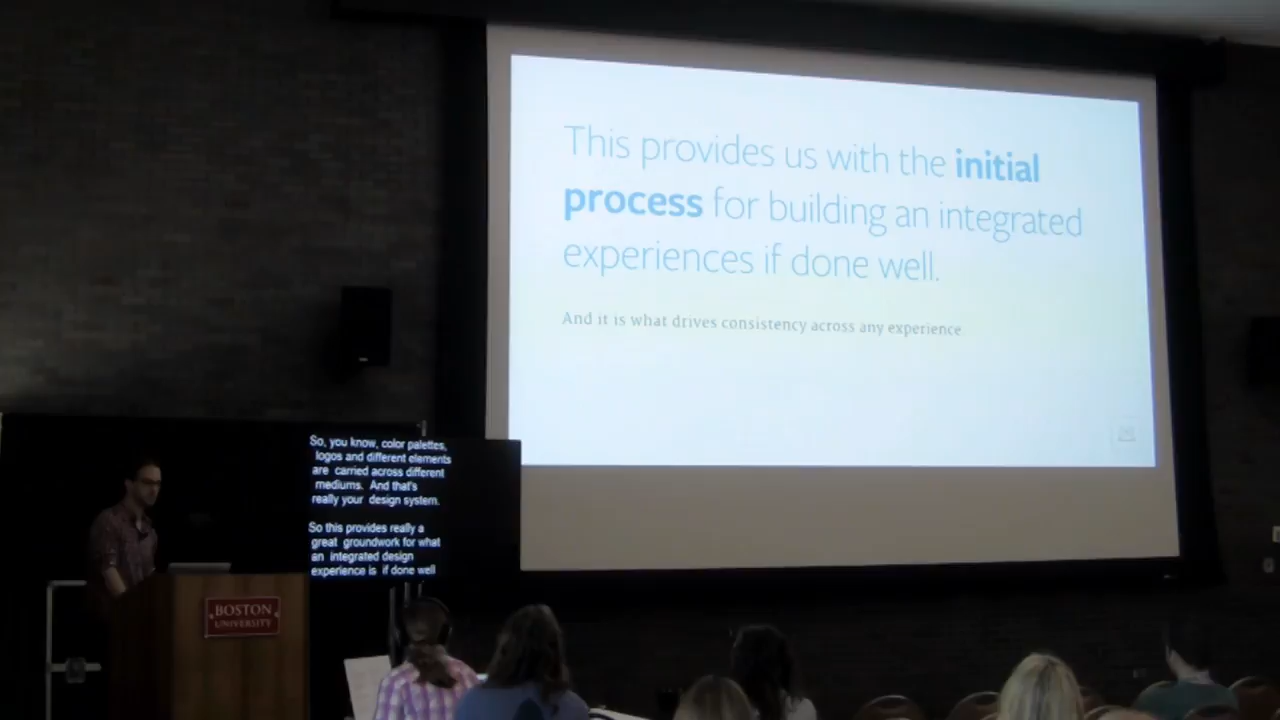 This provides us with the initial
process for building an integrated
experiences if done well.
And it is what drives consistency across any experience
So, you know, color palettes,
logos and different elements
are carried across different
mediums. And that's
really your design system.
So this provides really a
great groundwork for what
an integrated design
experience is if done well
BOSTON
UNIVERSITY